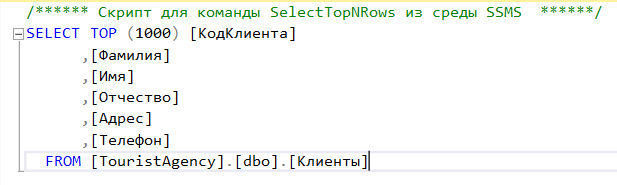 /****** Скрипт для команды SelectTopNRows из среды SSMS  ******/
SELECT TOP (1000) [КодКлиента]
      ,[Фамилия]
      ,[Имя]
      ,[Отчество]
      ,[Адрес]
      ,[Телефон]
  FROM [TouristAgency].[dbo].[Клиенты]